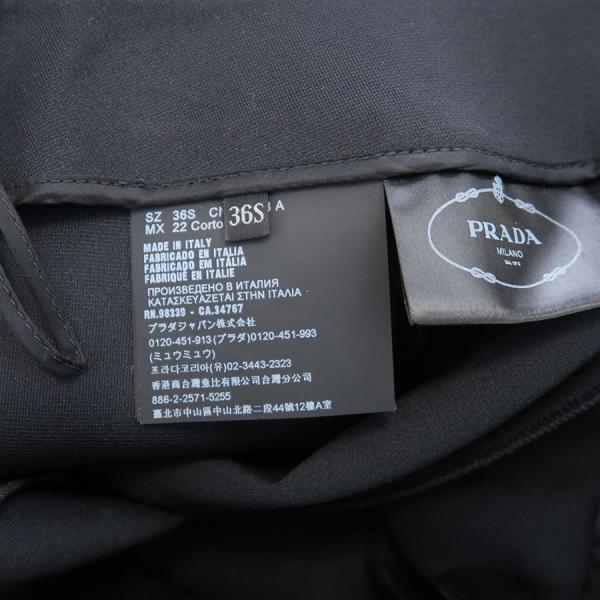 SZ 36S
36S
A
MX 22 Corto
MADE IN ITALY
FABRICADO EN ITALIA
FABRICADO EM ITÁLIA
FABRIQUÉ EN ITALIE
ПРОИЗВЕДЕНО В ИТАЛИЯ
ΚΑΤΑΣΚΕΥΑΖΕΤΑΙ ΣΤΗΝ ΙΤΑΛΙΑ
RN.98339 - CA.34767
プラダジャパン株式会社
0120-451-913 (プラダ) 0120-451-993
(ミュウミュウ)
프라다코리아(유) 02-3443-2323
香港商台灣意比有限公司台灣分公司
886-2-2571-5255
臺北市中山區中山北路二段44號12樓A室
PRADA
MILANO